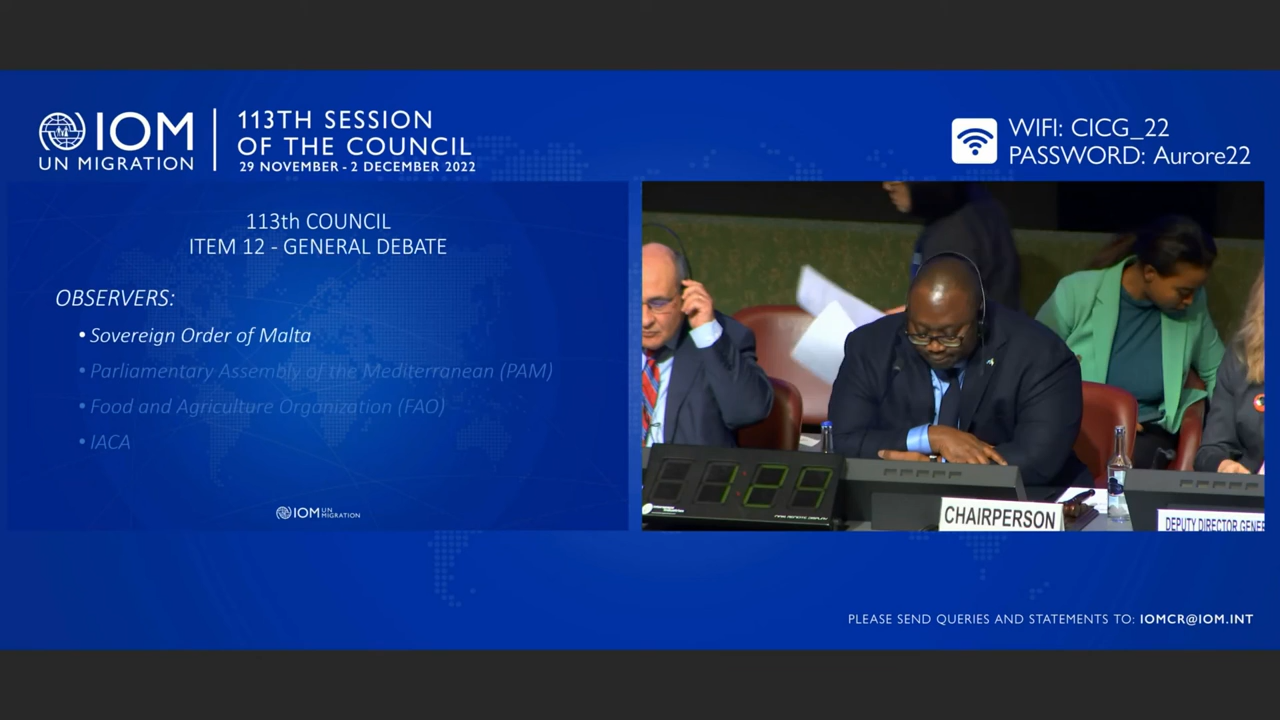 IOM
UN MIGRATION
113TH SESSION
OF THE COUNCIL
29 NOVEMBER - 2 DECEMBER 2022
WIFI: CICG_22
PASSWORD: Aurore22
113th COUNCIL
ITEM 12 - GENERAL DEBATE
OBSERVERS:
• Sovereign Order of Malta
• Parliamentary Assembly of the Mediterranean (PAM)
• Food and Agriculture Organization (FAO)
• IACA
IOM UN MIGRATION
1:29
CHAIRPERSON
DEPUTY DIRECTOR GENE
PLEASE SEND QUERIES AND STATEMENTS TO: IOMCR@IOM.INT